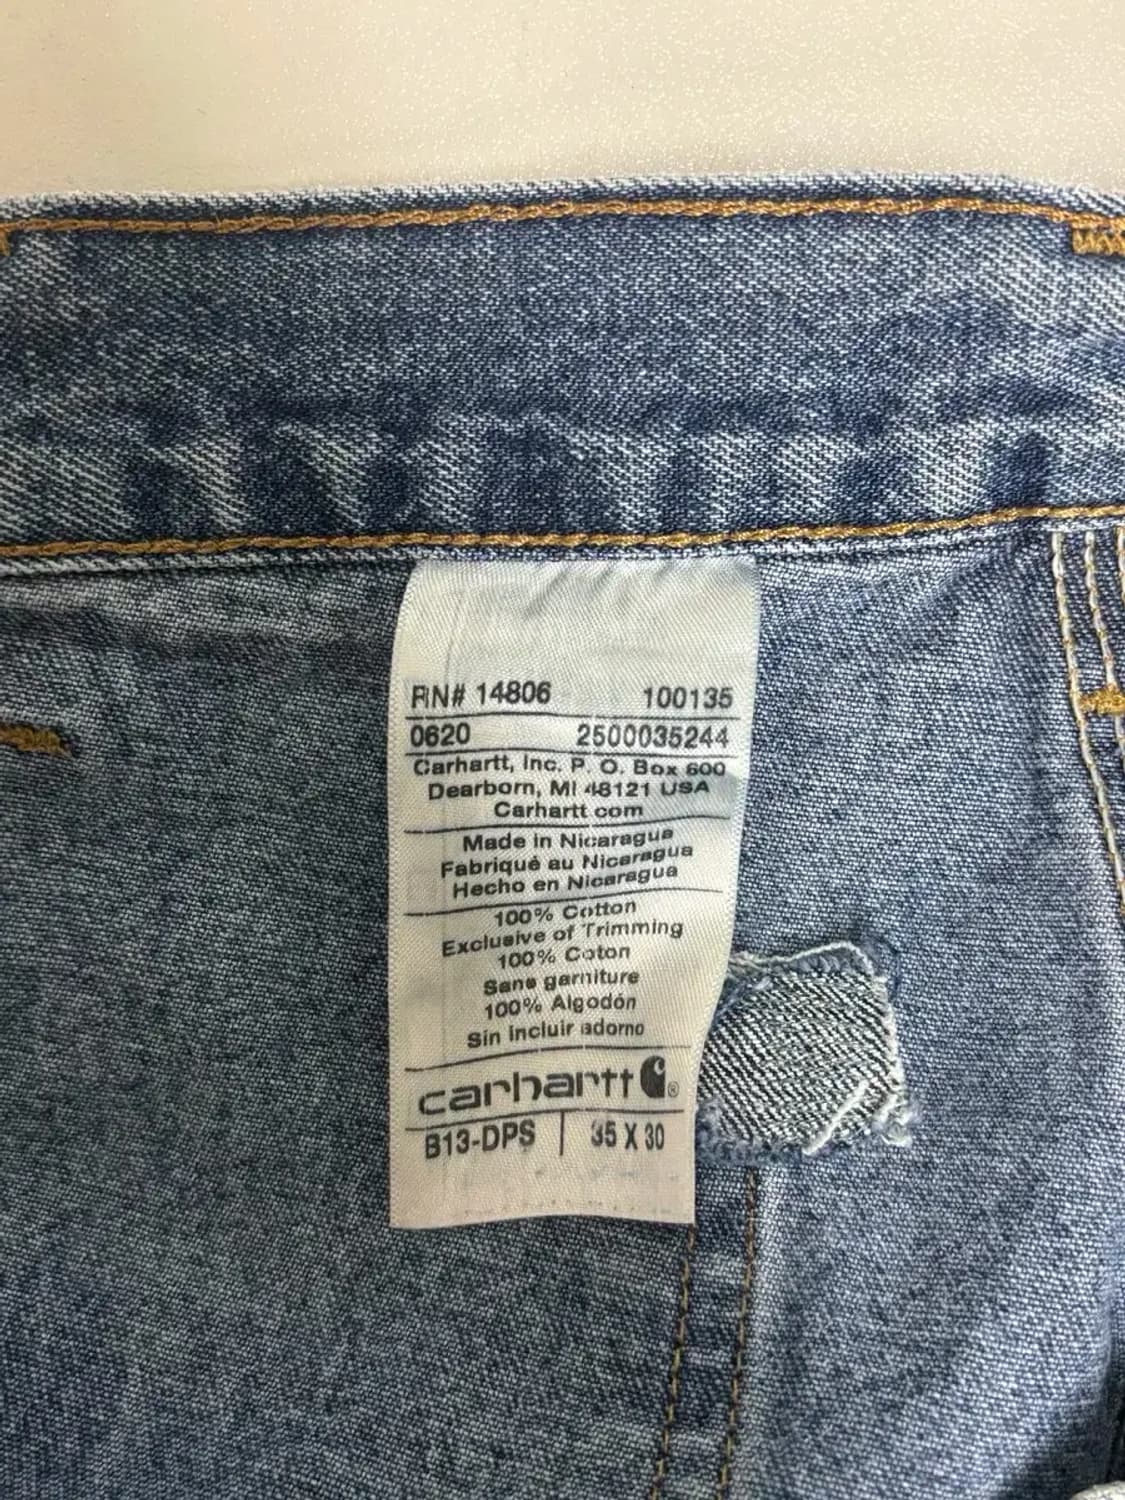 RN# 14806 100135
0620 2500035244
Carhartt, Inc. P. O. Box 600
Dearborn, MI 48121 USA
Carhartt com
Made in Nicaragua
Fabriqué au Nicaragua
Hecho en Nicaragua
100% Cotton
Exclusive of Trimming
100% Coton
Sans garniture
100% Algodón
Sin incluir adorno
carhartt ®
B13-DPS | 35 X 30